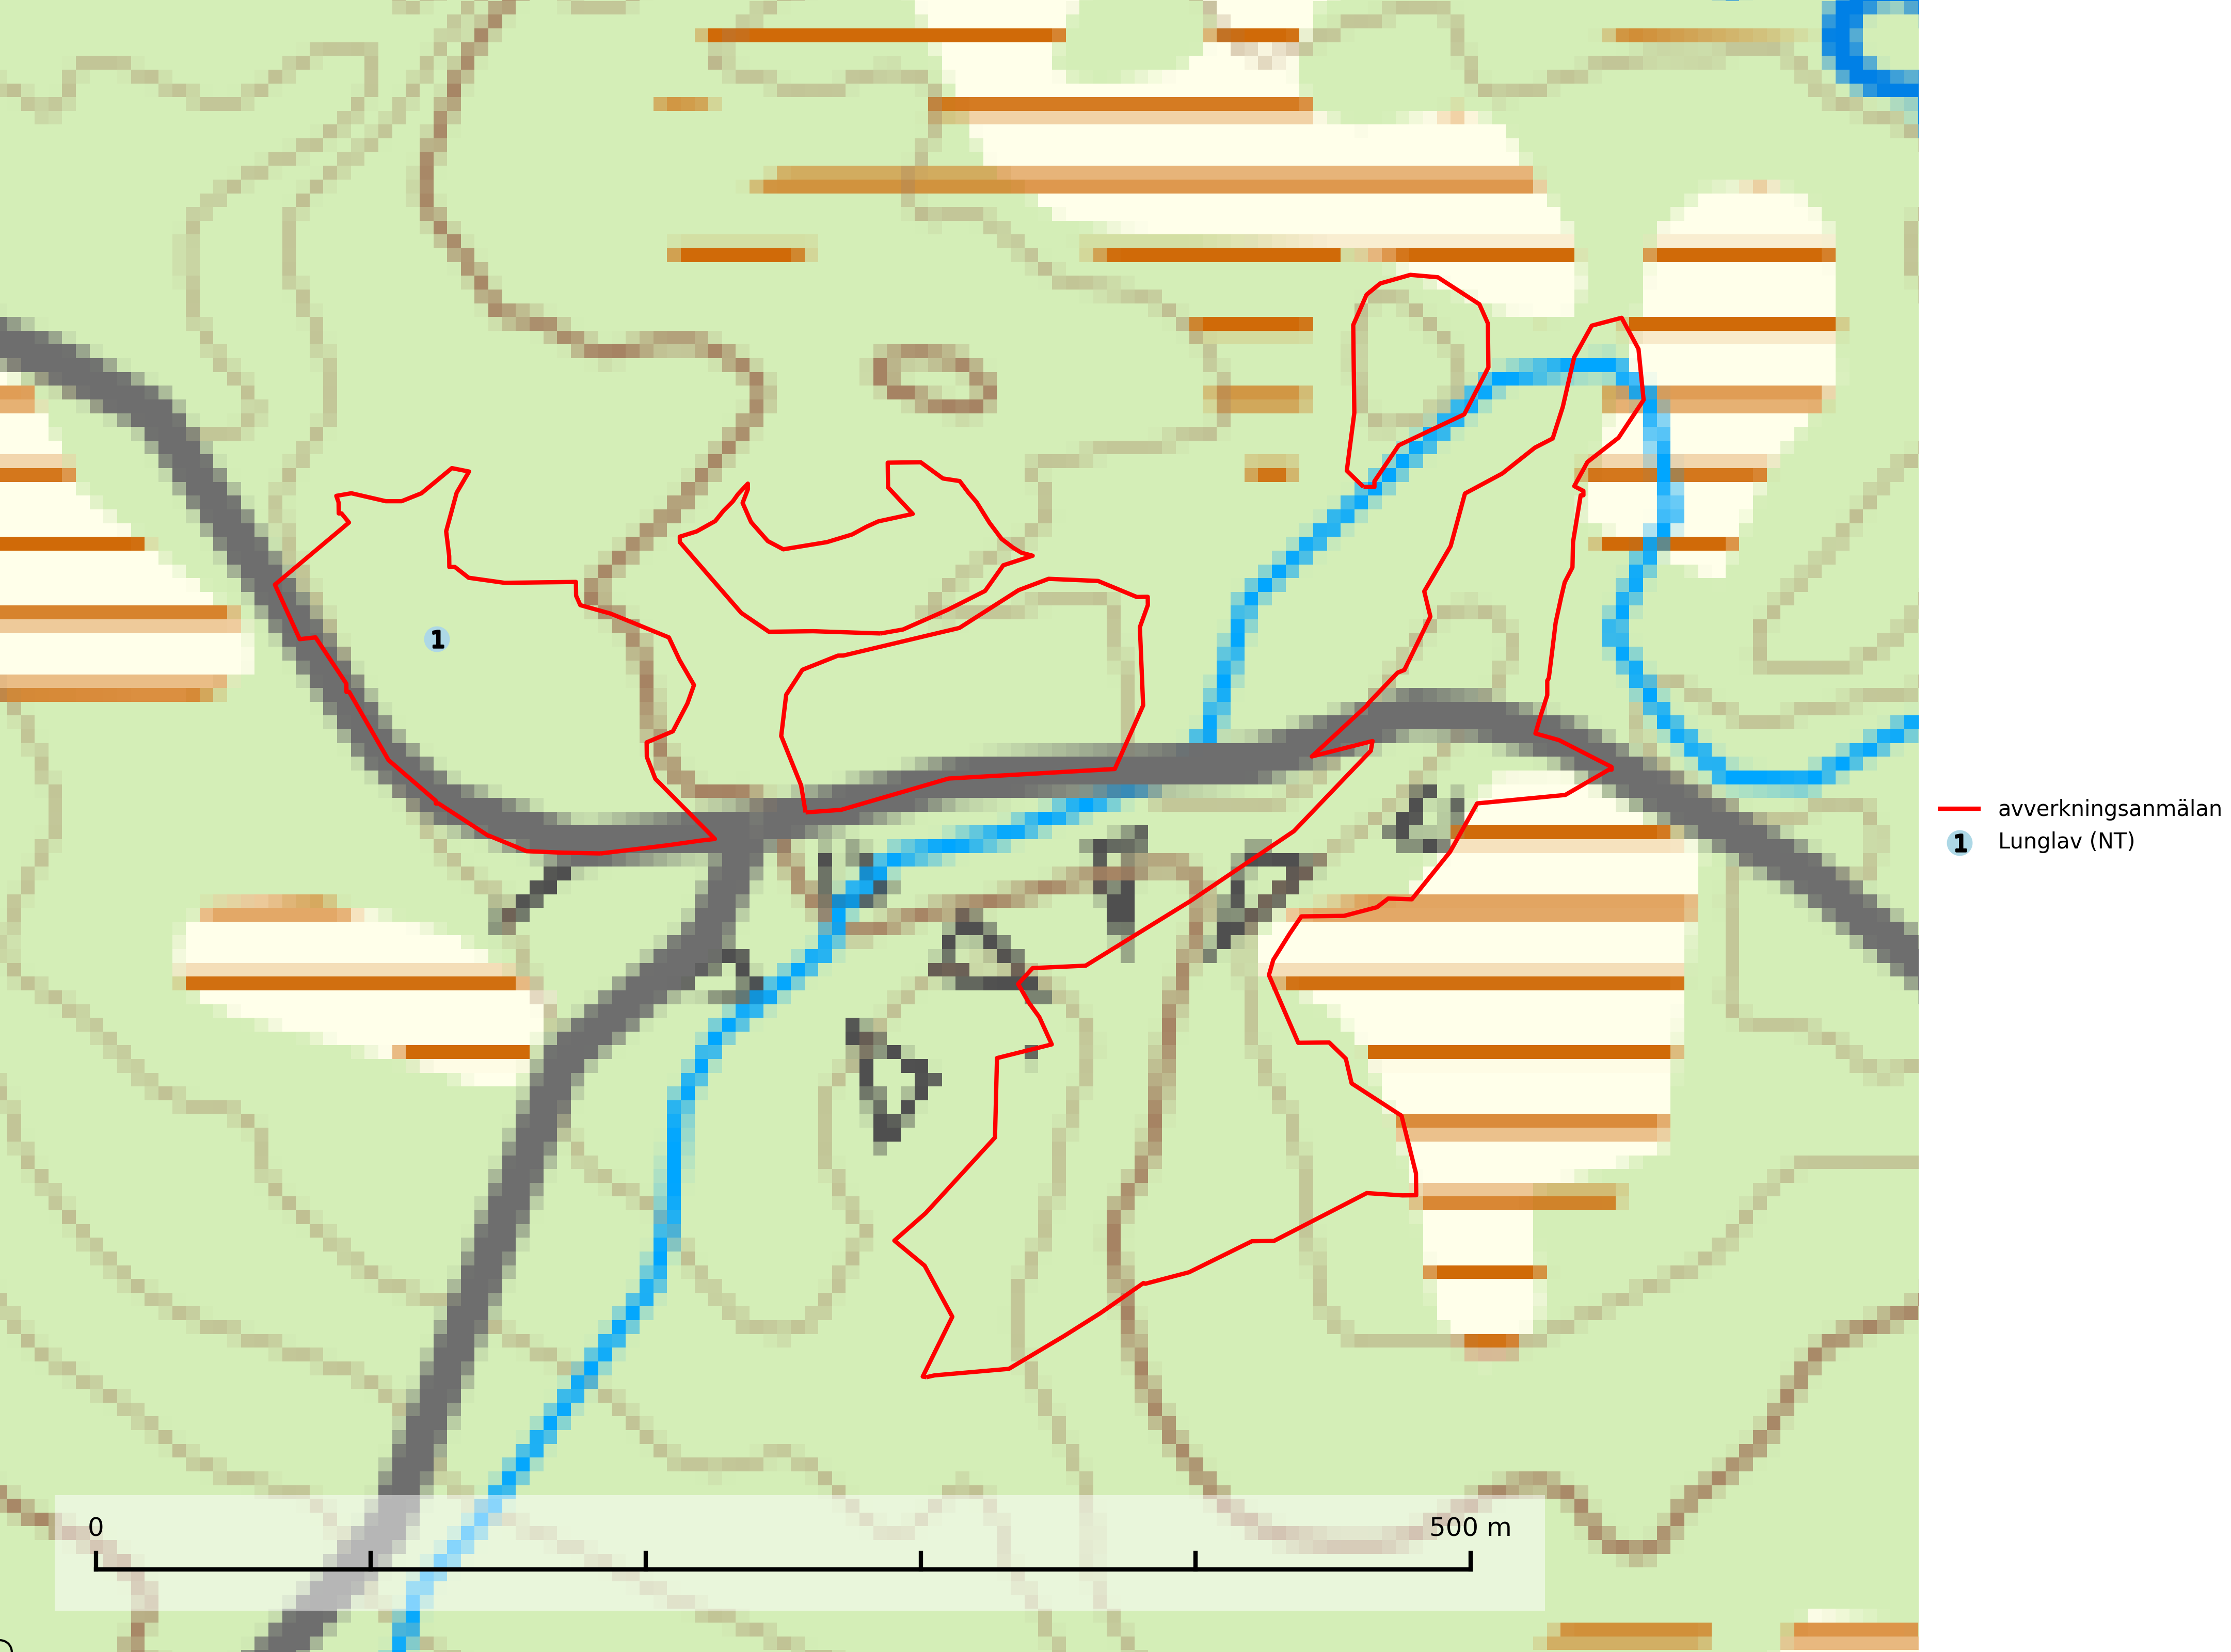 1
avverkningsanmälan
1 Lunglav (NT)
0 500 m